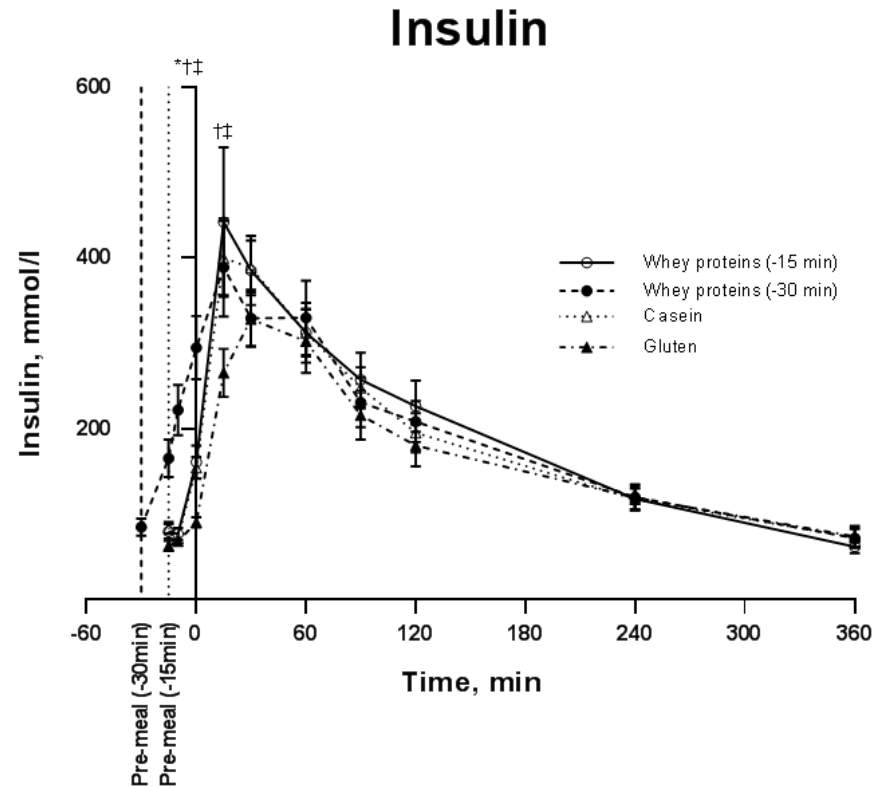 Insulin
*†‡
600
†‡
400
200
Insulin, mmol/l
Whey proteins (-15 min)
Whey proteins (-30 min)
Casein
Gluten
-60
0
60
120
180
240
300
360
Time, min
Pre-meal (-30min)
Pre-meal (-15min)